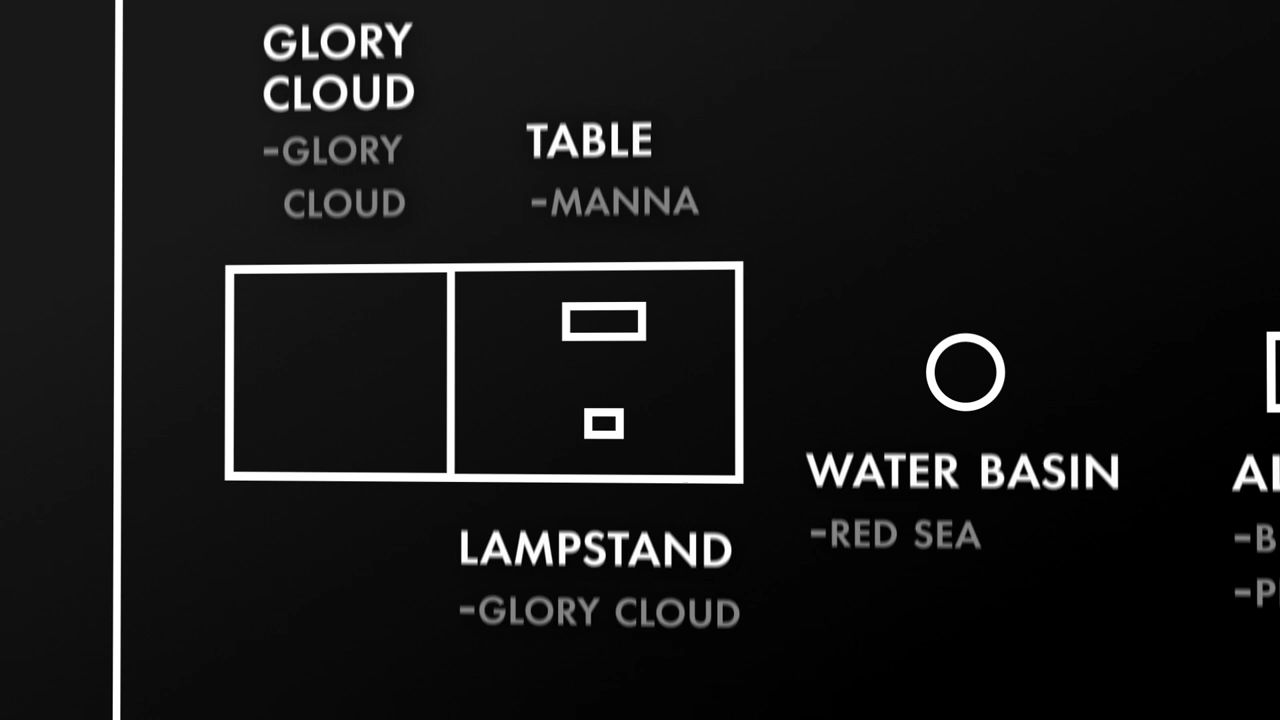 GLORY
CLOUD
-GLORY
CLOUD
TABLE
-MANNA
LAMPSTAND
-GLORY CLOUD
WATER BASIN
-RED SEA